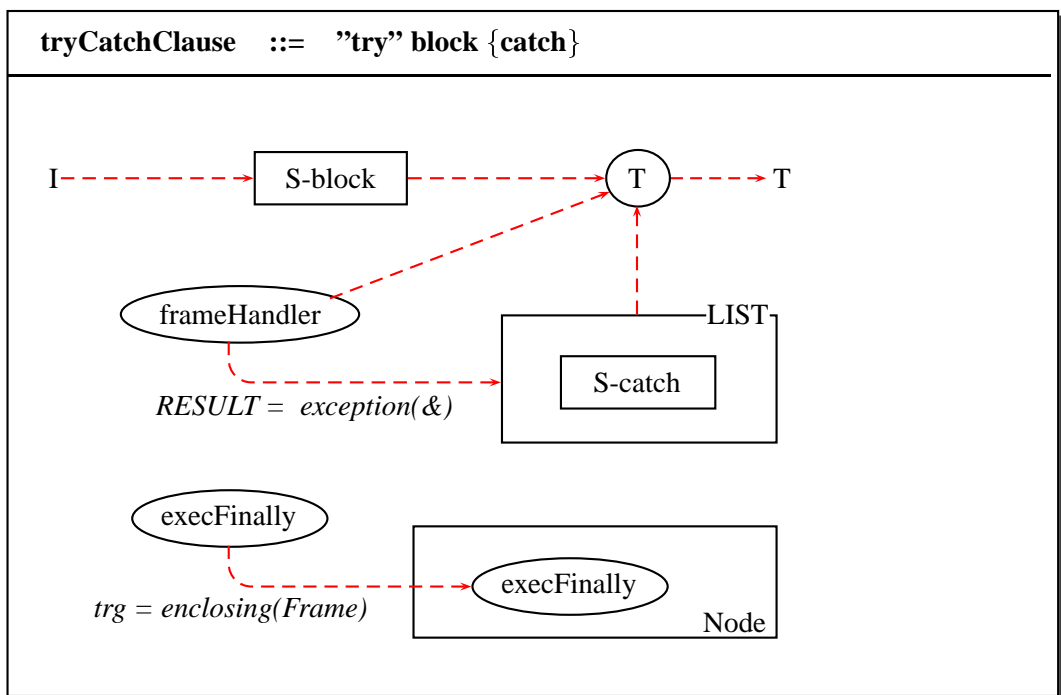 tryCatchClause ::= ”try” block {catch}
I S-block T T
frameHandler
LIST
S-catch
RESULT = exception(&)
execFinally
execFinally
trg = enclosing(Frame)
Node